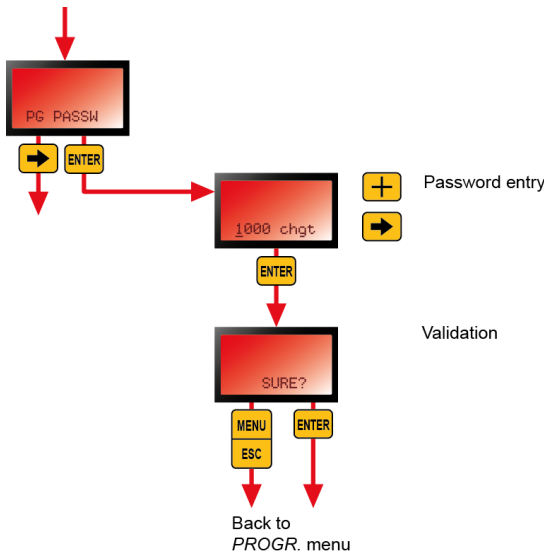 PG PASSW
ENTER
1000 chgt
Password entry
ENTER
SURE?
Validation
MENU
ESC
ENTER
Back to
PROGR. menu